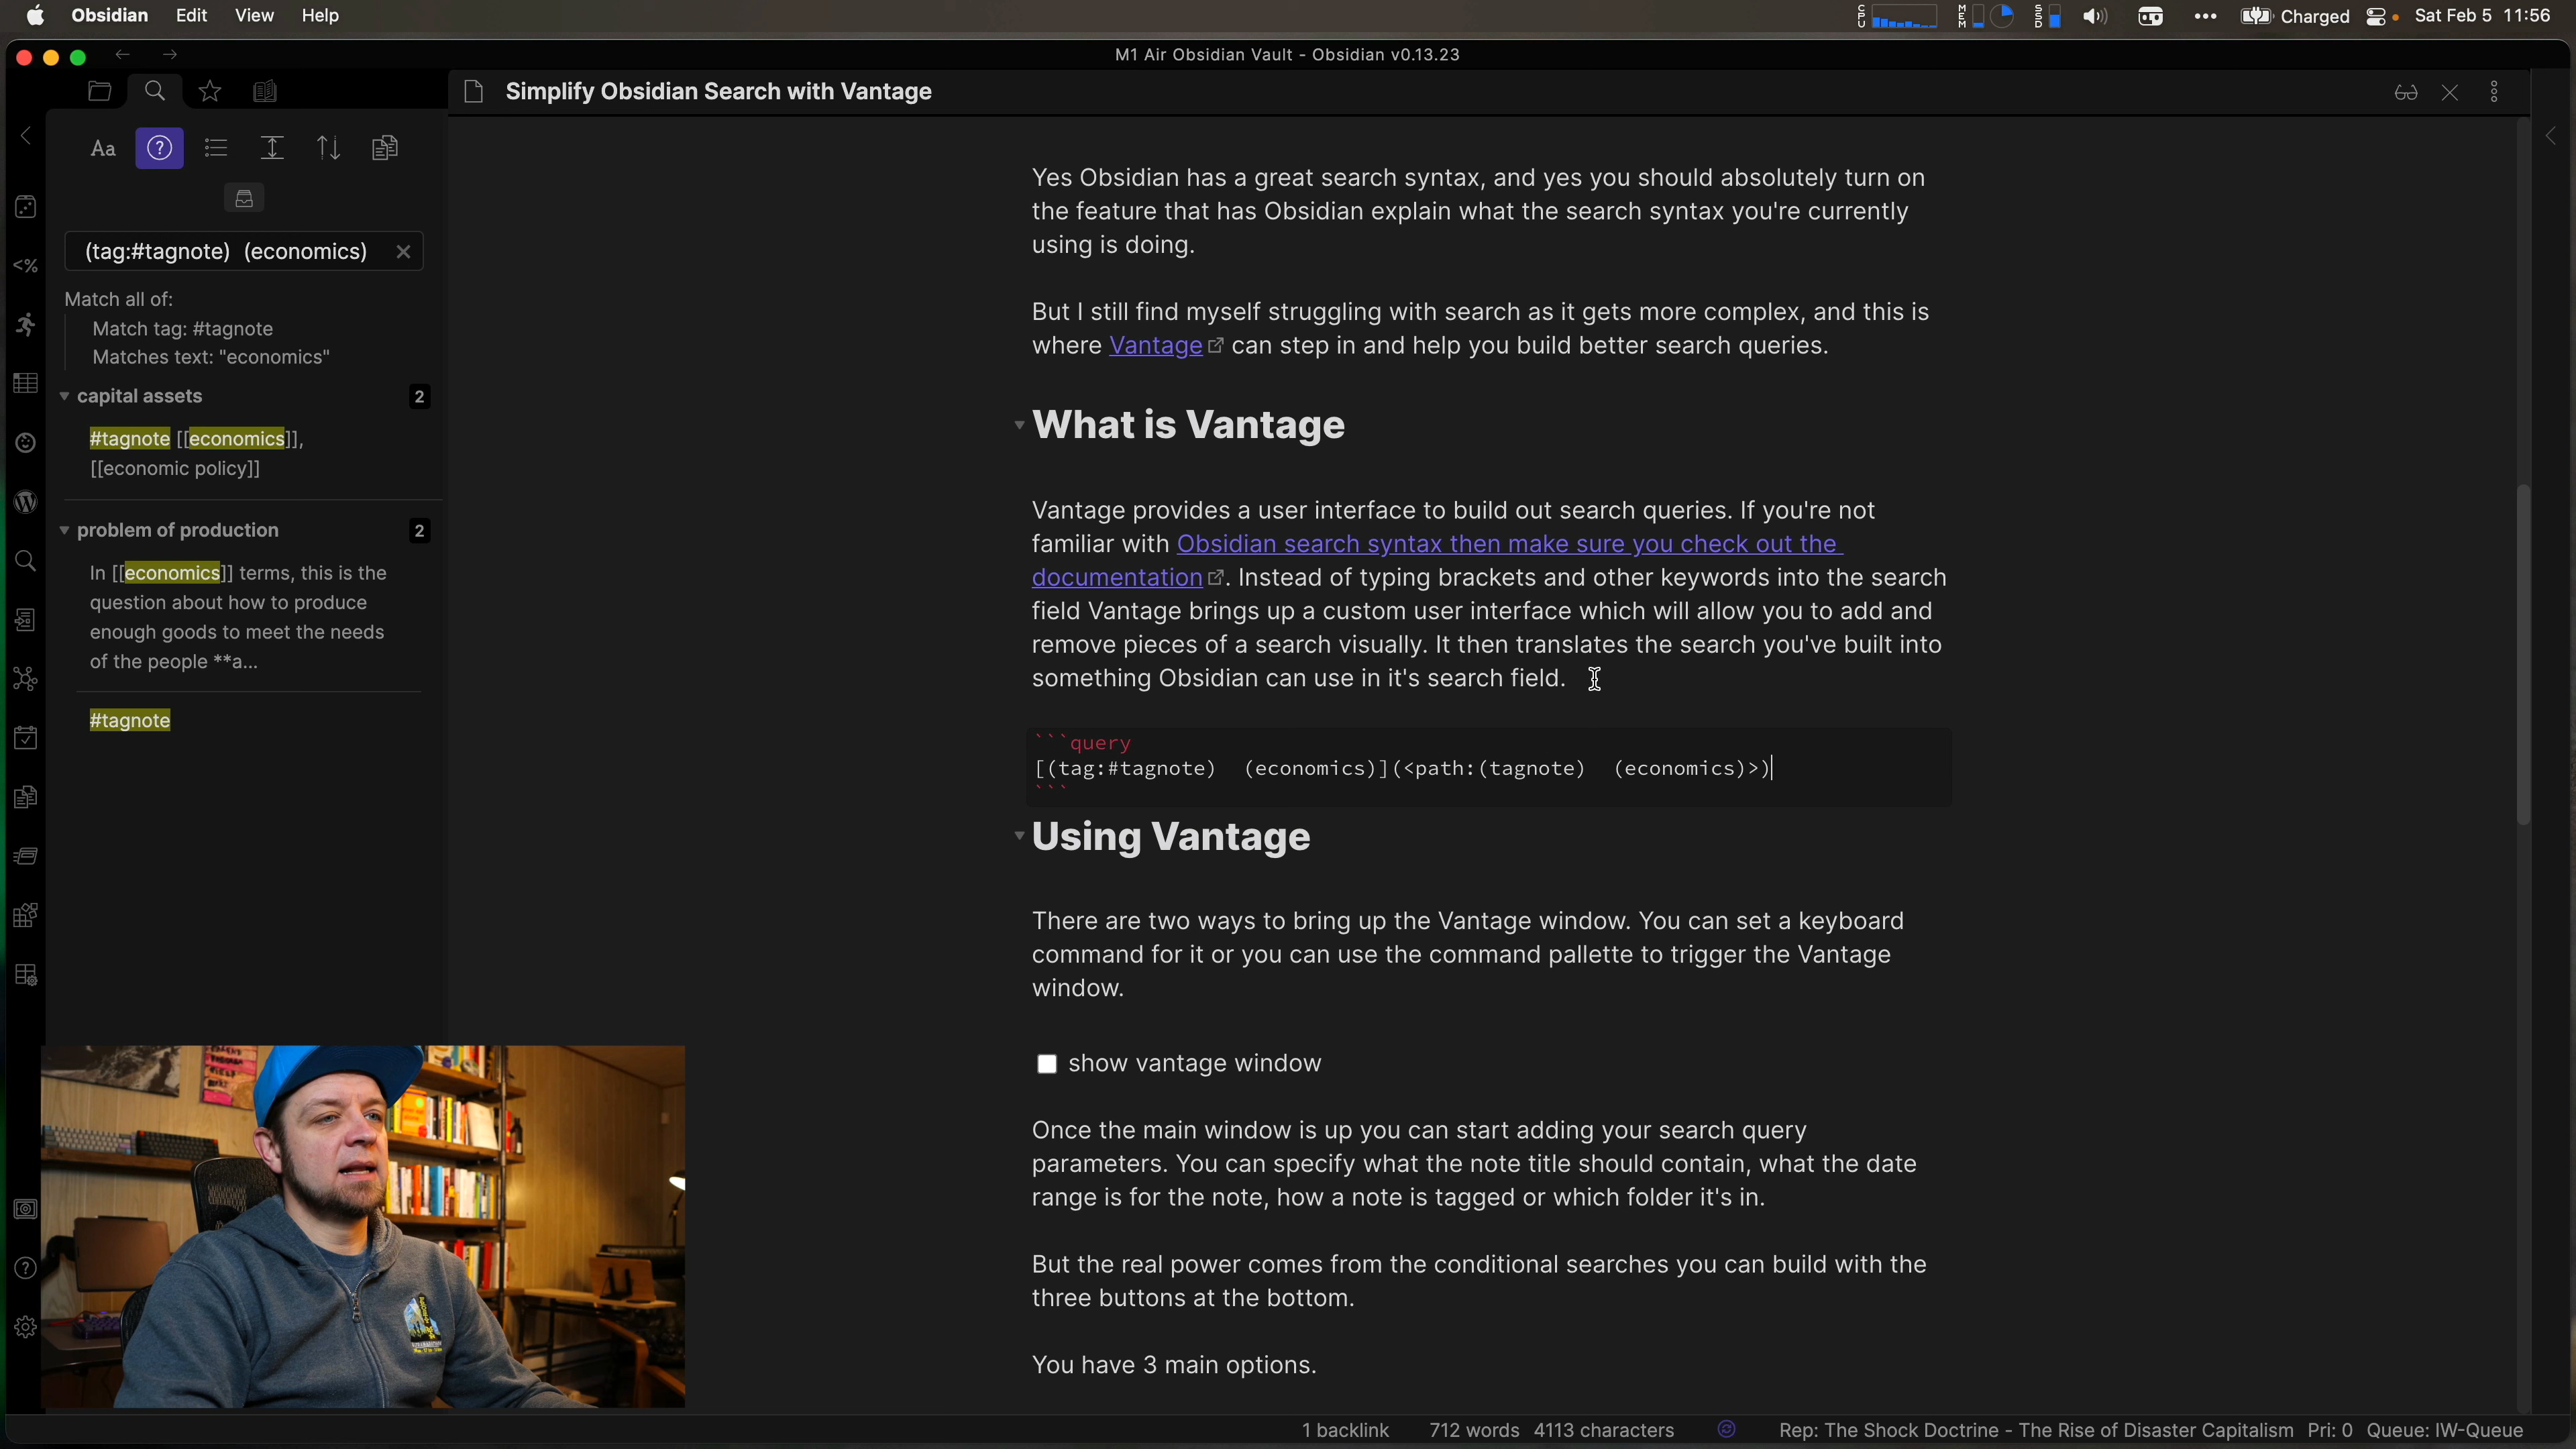 Obsidian Edit View Help
CPU MEM SSD Charged Sat Feb 5 11:56
M1 Air Obsidian Vault - Obsidian v0.13.23
Simplify Obsidian Search with Vantage
Aa
(tag:#tagnote) (economics)
Match all of:
Match tag: #tagnote
Matches text: "economics"
capital assets 2
#tagnote [[economics]],
[[economic policy]]
problem of production 2
In [[economics]] terms, this is the
question about how to produce
enough goods to meet the needs
of the people **a...
#tagnote
Yes Obsidian has a great search syntax, and yes you should absolutely turn on
the feature that has Obsidian explain what the search syntax you're currently
using is doing.
But I still find myself struggling with search as it gets more complex, and this is
where Vantage can step in and help you build better search queries.
What is Vantage
Vantage provides a user interface to build out search queries. If you're not
familiar with Obsidian search syntax then make sure you check out the
documentation. Instead of typing brackets and other keywords into the search
field Vantage brings up a custom user interface which will allow you to add and
remove pieces of a search visually. It then translates the search you've built into
something Obsidian can use in it's search field.
```query
[(tag:#tagnote)  (economics)](<path:(tagnote)  (economics)>)
```
Using Vantage
There are two ways to bring up the Vantage window. You can set a keyboard
command for it or you can use the command pallette to trigger the Vantage
window.
show vantage window
Once the main window is up you can start adding your search query
parameters. You can specify what the note title should contain, what the date
range is for the note, how a note is tagged or which folder it's in.
But the real power comes from the conditional searches you can build with the
three buttons at the bottom.
You have 3 main options.
1 backlink 712 words 4113 characters Rep: The Shock Doctrine - The Rise of Disaster Capitalism Pri: 0 Queue: IW-Queue